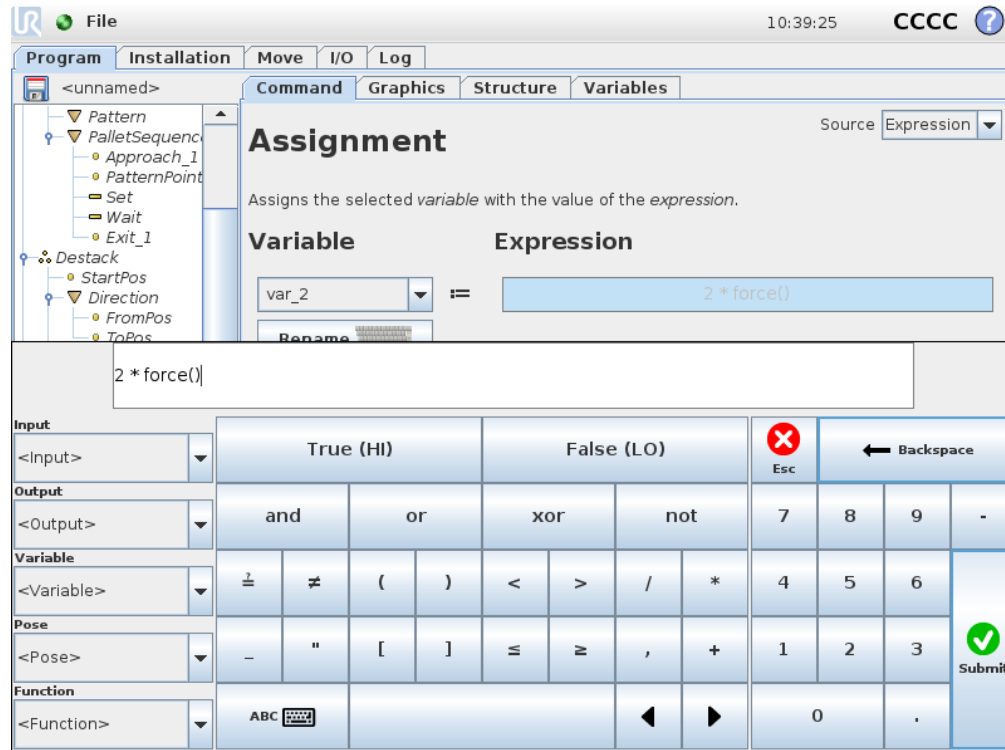 UR File 10:39:25 CCCC ?
Program Installation Move I/O Log
<unnamed> Command Graphics Structure Variables
Pattern
PalletSequenc
Approach_1
PatternPoint
Set
Wait
Exit_1
Destack
StartPos
Direction
FromPos
ToPos
Assignment
Source Expression
Assigns the selected variable with the value of the expression.
Variable Expression
var_2 := 2 * force()
Rename
2 * force()
Input
<Input>
Output
<Output>
Variable
<Variable>
Pose
<Pose>
Function
<Function>
True (HI) False (LO) Esc Backspace
and or xor not 7 8 9 -
≟ ≠ ( ) < > / * 4 5 6
_ " [ ] ≤ ≥ , + 1 2 3 Submit
ABC 0 .